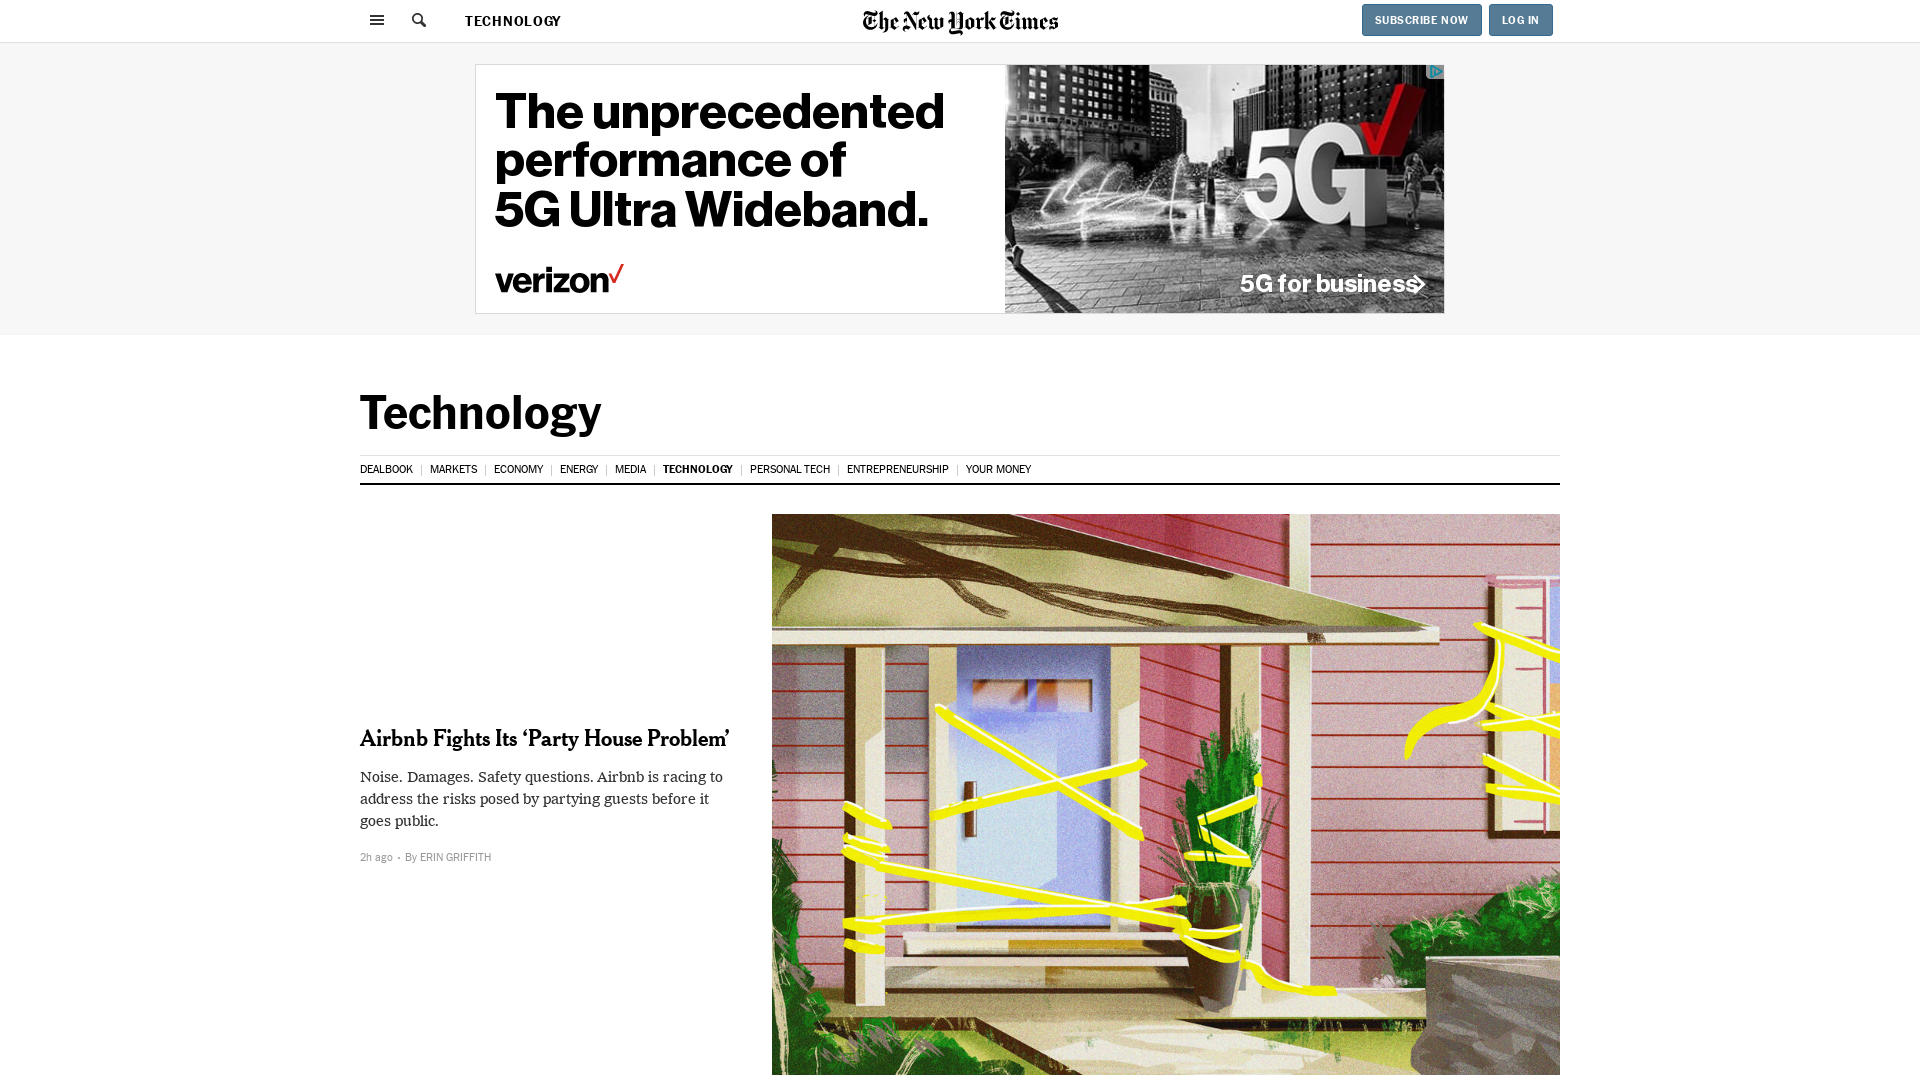 TECHNOLOGY
The New York Times
SUBSCRIBE NOW
LOG IN
The unprecedented
performance of
5G Ultra Wideband.
verizon
5G
5G for business
Technology
DEALBOOK MARKETS ECONOMY ENERGY MEDIA TECHNOLOGY PERSONAL TECH ENTREPRENEURSHIP YOUR MONEY
Airbnb Fights Its ‘Party House Problem’
Noise. Damages. Safety questions. Airbnb is racing to
address the risks posed by partying guests before it
goes public.
2h ago • By ERIN GRIFFITH